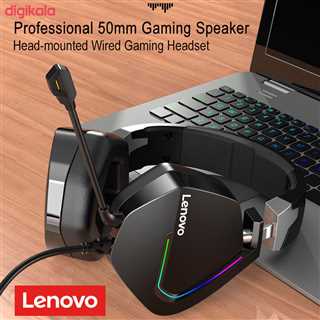 digikala
Professional 50mm Gaming Speaker
Head-mounted Wired Gaming Headset
Lenovo
Lenovo